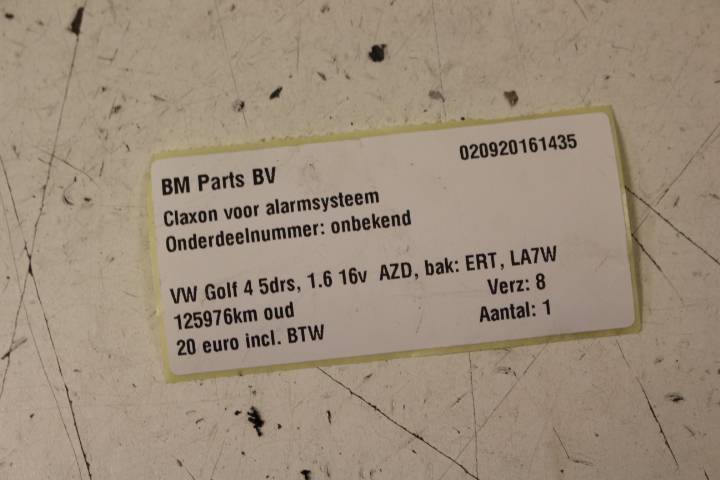 BM Parts BV 020920161435
Claxon voor alarmsysteem
Onderdeelnummer: onbekend
VW Golf 4 5drs, 1.6 16v AZD, bak: ERT, LA7W
125976km oud Verz: 8
20 euro incl. BTW Aantal: 1